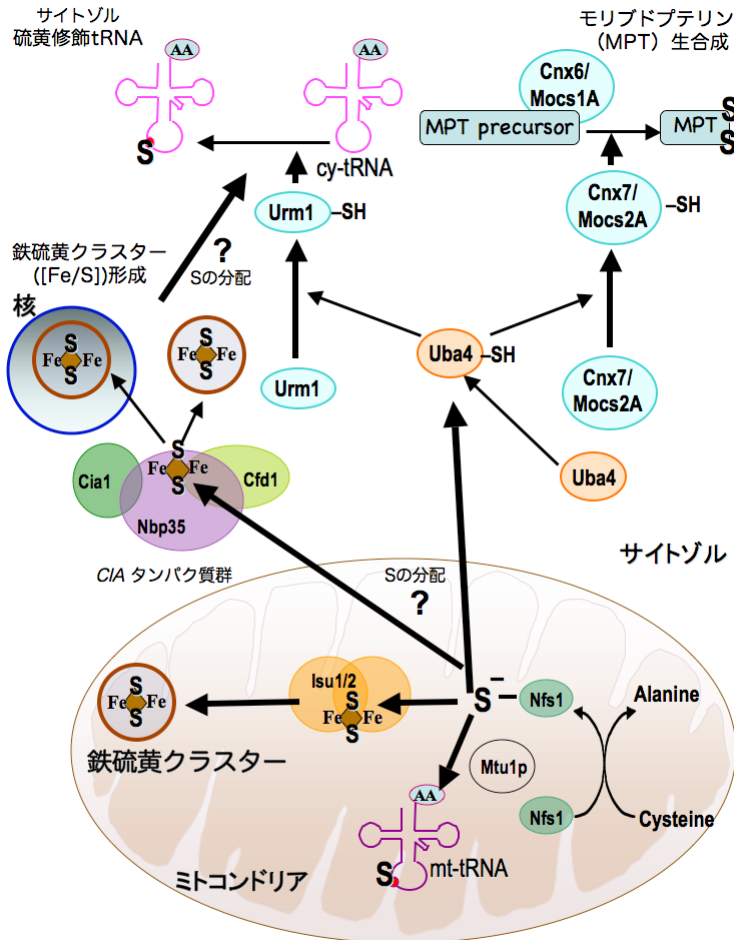 サイトゾル
硫黄修飾tRNA
モリブドプテリン
(MPT)生合成
AA
AA
Cnx6/
Mocs1A
MPT precursor
MPT
S
S
S
cy-tRNA
Urm1
–SH
Cnx7/
Mocs2A
–SH
?
Sの分配
鉄硫黄クラスター
([Fe/S])形成
核
S
Fe
Fe
S
S
Fe
Fe
S
Uba4
–SH
Urm1
Cnx7/
Mocs2A
S
Fe
Fe
S
Cia1
Cfd1
Nbp35
Uba4
CIA タンパク質群
サイトゾル
Sの分配
?
Isu1/2
S
Fe
Fe
S
S
Fe
Fe
S
S–
Nfs1
Alanine
鉄硫黄クラスター
Mtu1p
AA
Nfs1
Cysteine
S
mt-tRNA
ミトコンドリア